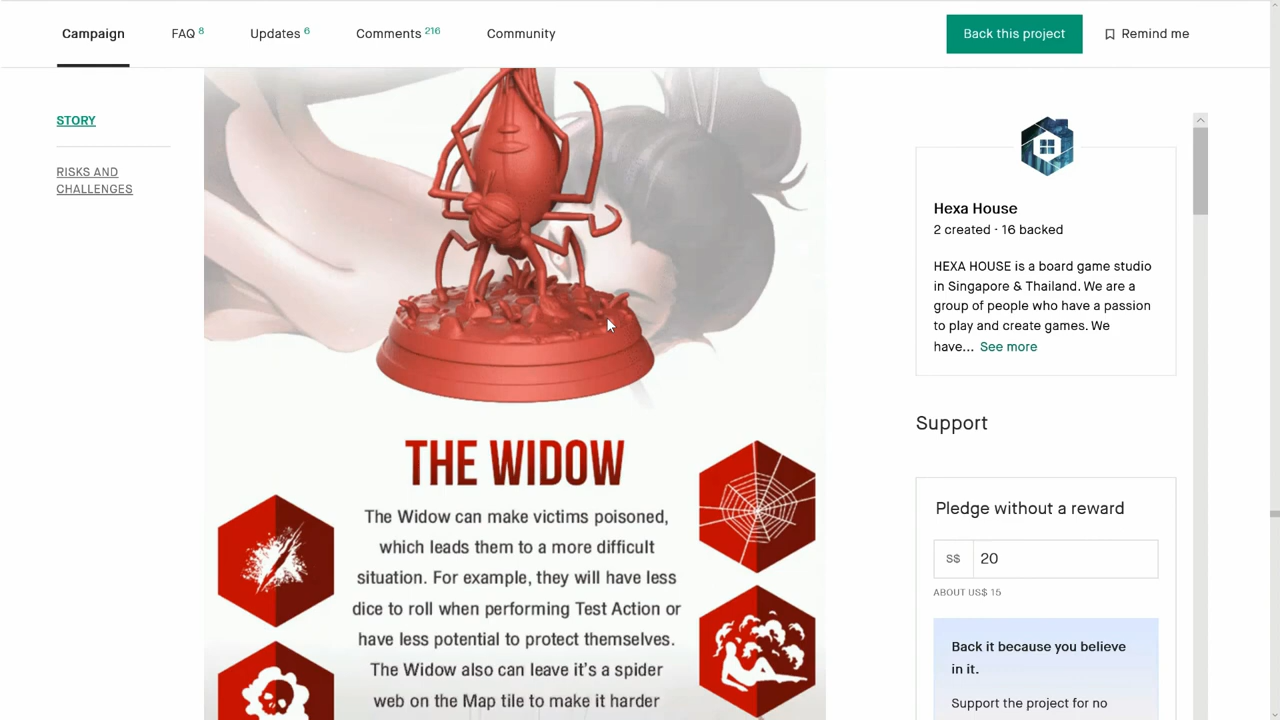 Campaign
FAQ 8
Updates 6
Comments 216
Community
Back this project
Remind me
STORY
RISKS AND
CHALLENGES
THE WIDOW
The Widow can make victims poisoned,
which leads them to a more difficult
situation. For example, they will have less
dice to roll when performing Test Action or
have less potential to protect themselves.
The Widow also can leave it's a spider
web on the Map tile to make it harder
Hexa House
2 created · 16 backed
HEXA HOUSE is a board game studio
in Singapore & Thailand. We are a
group of people who have a passion
to play and create games. We
have... See more
Support
Pledge without a reward
S$ 20
ABOUT US$ 15
Back it because you believe
in it.
Support the project for no